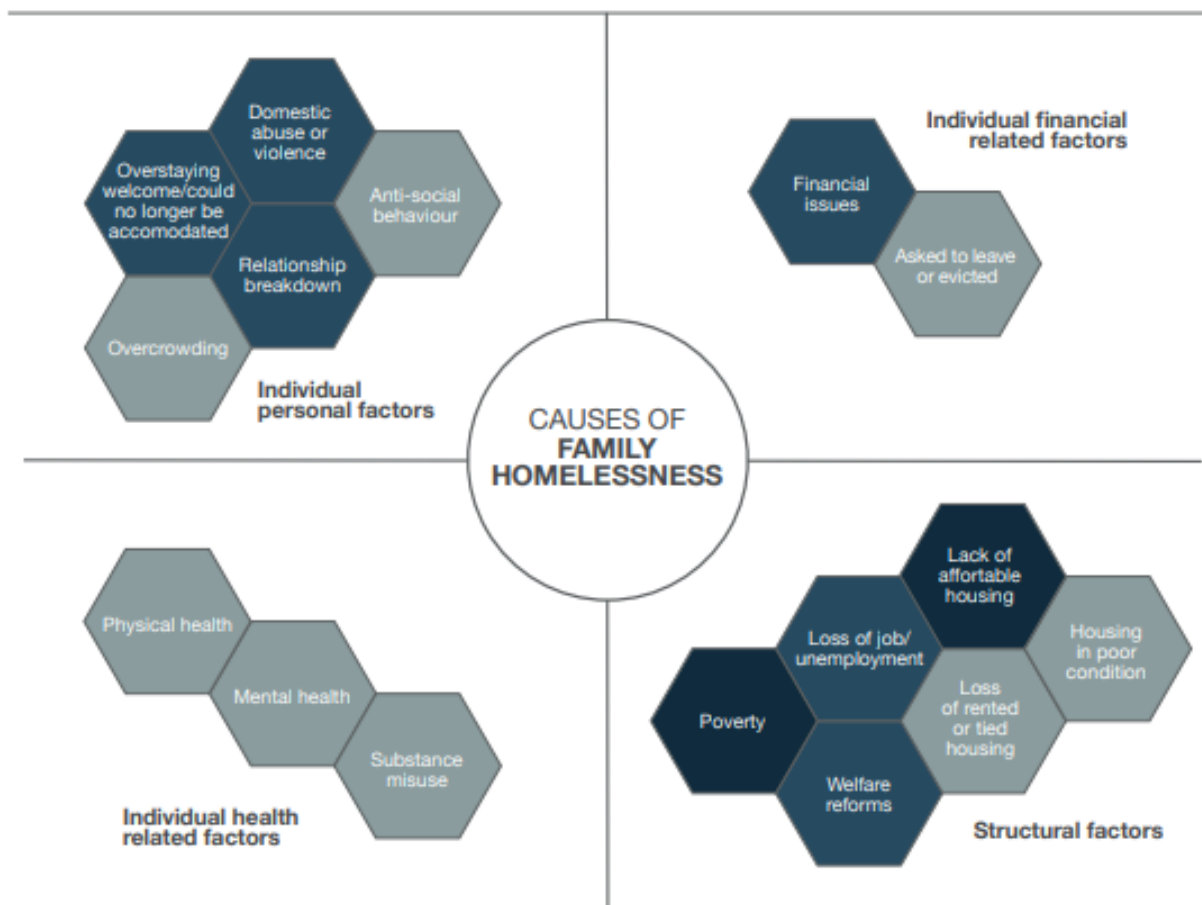 Domestic
abuse or
violence
Overstaying
welcome/could
no longer be
accomodated
Anti-social
behaviour
Relationship
breakdown
Overcrowding
Individual
personal factors
Individual financial
related factors
Financial
issues
Asked to leave
or evicted
CAUSES OF
FAMILY
HOMELESSNESS
Physical health
Mental health
Substance
misuse
Individual health
related factors
Lack of
affortable
housing
Loss of job/
unemployment
Housing
in poor
condition
Poverty
Loss
of rented
or tied
housing
Welfare
reforms
Structural factors